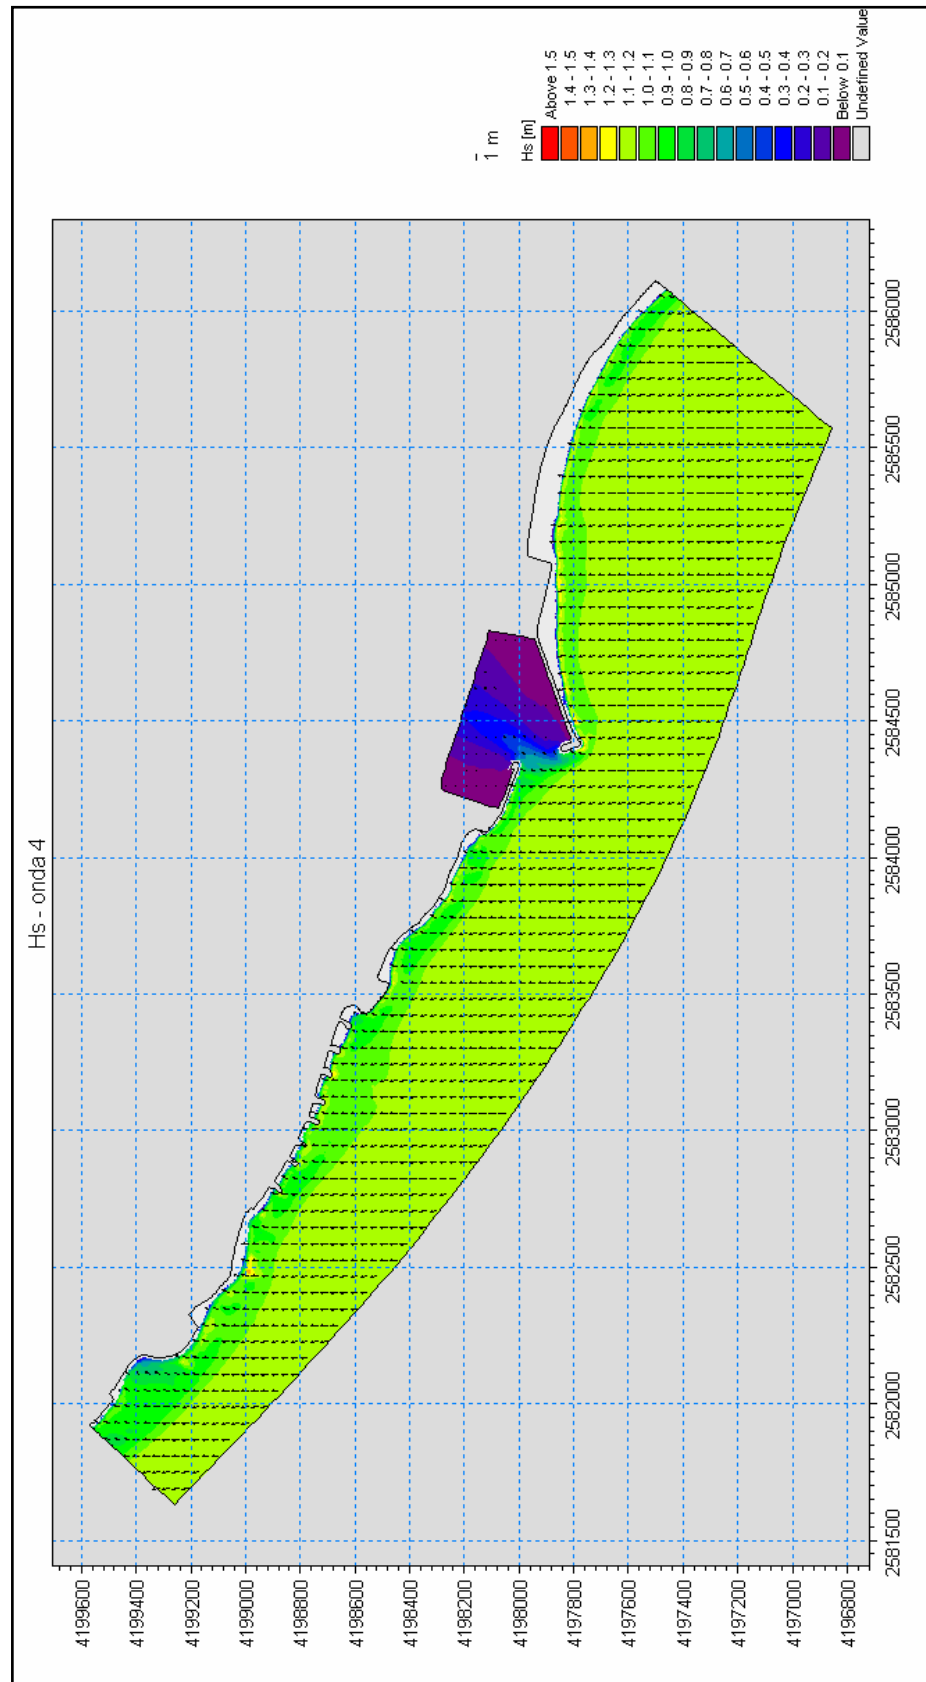 Hs - onda 4
4199600
4199400
4199200
4199000
4198800
4198600
4198400
4198200
4198000
4197800
4197600
4197400
4197200
4197000
4196800
2581500 2582000 2582500 2583000 2583500 2584000 2584500 2585000 2585500 2586000
1 m
Hs [m]
Above 1.5
1.4 - 1.5
1.3 - 1.4
1.2 - 1.3
1.1 - 1.2
1.0 - 1.1
0.9 - 1.0
0.8 - 0.9
0.7 - 0.8
0.6 - 0.7
0.5 - 0.6
0.4 - 0.5
0.3 - 0.4
0.2 - 0.3
0.1 - 0.2
Below 0.1
Undefined Value